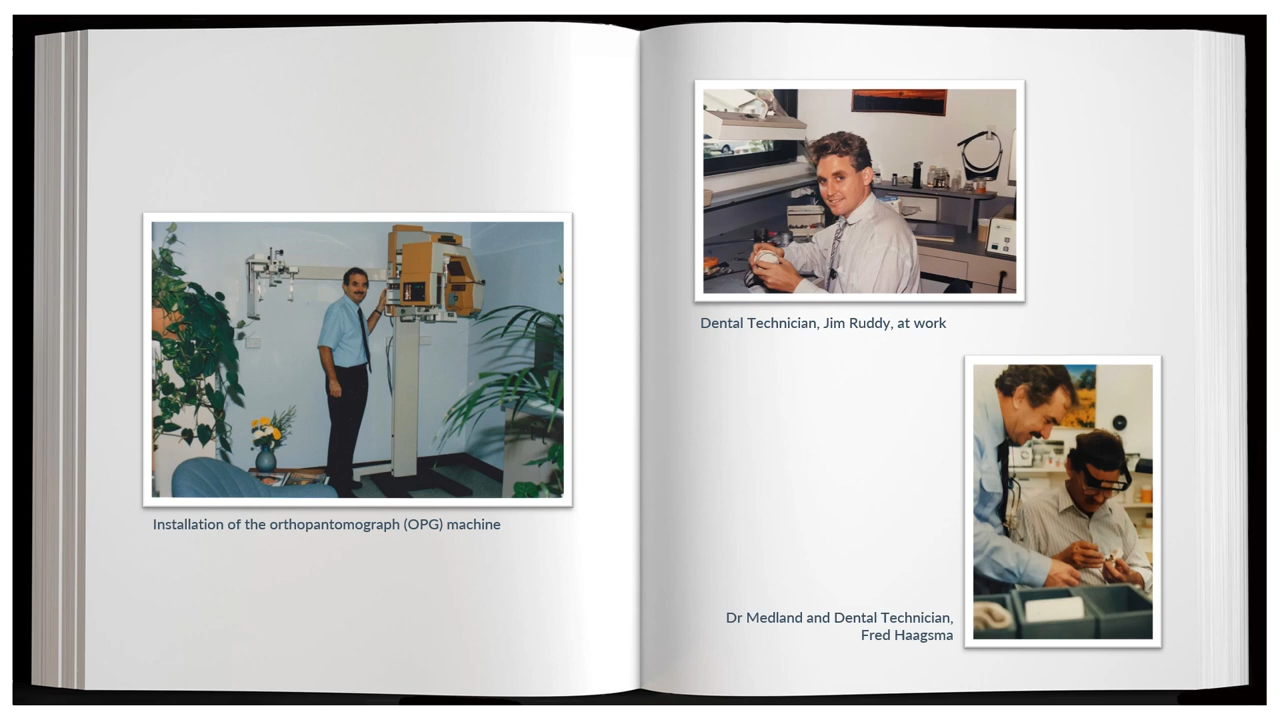 Installation of the orthopantomograph (OPG) machine
Dental Technician, Jim Ruddy, at work
Dr Medland and Dental Technician,
Fred Haagsma